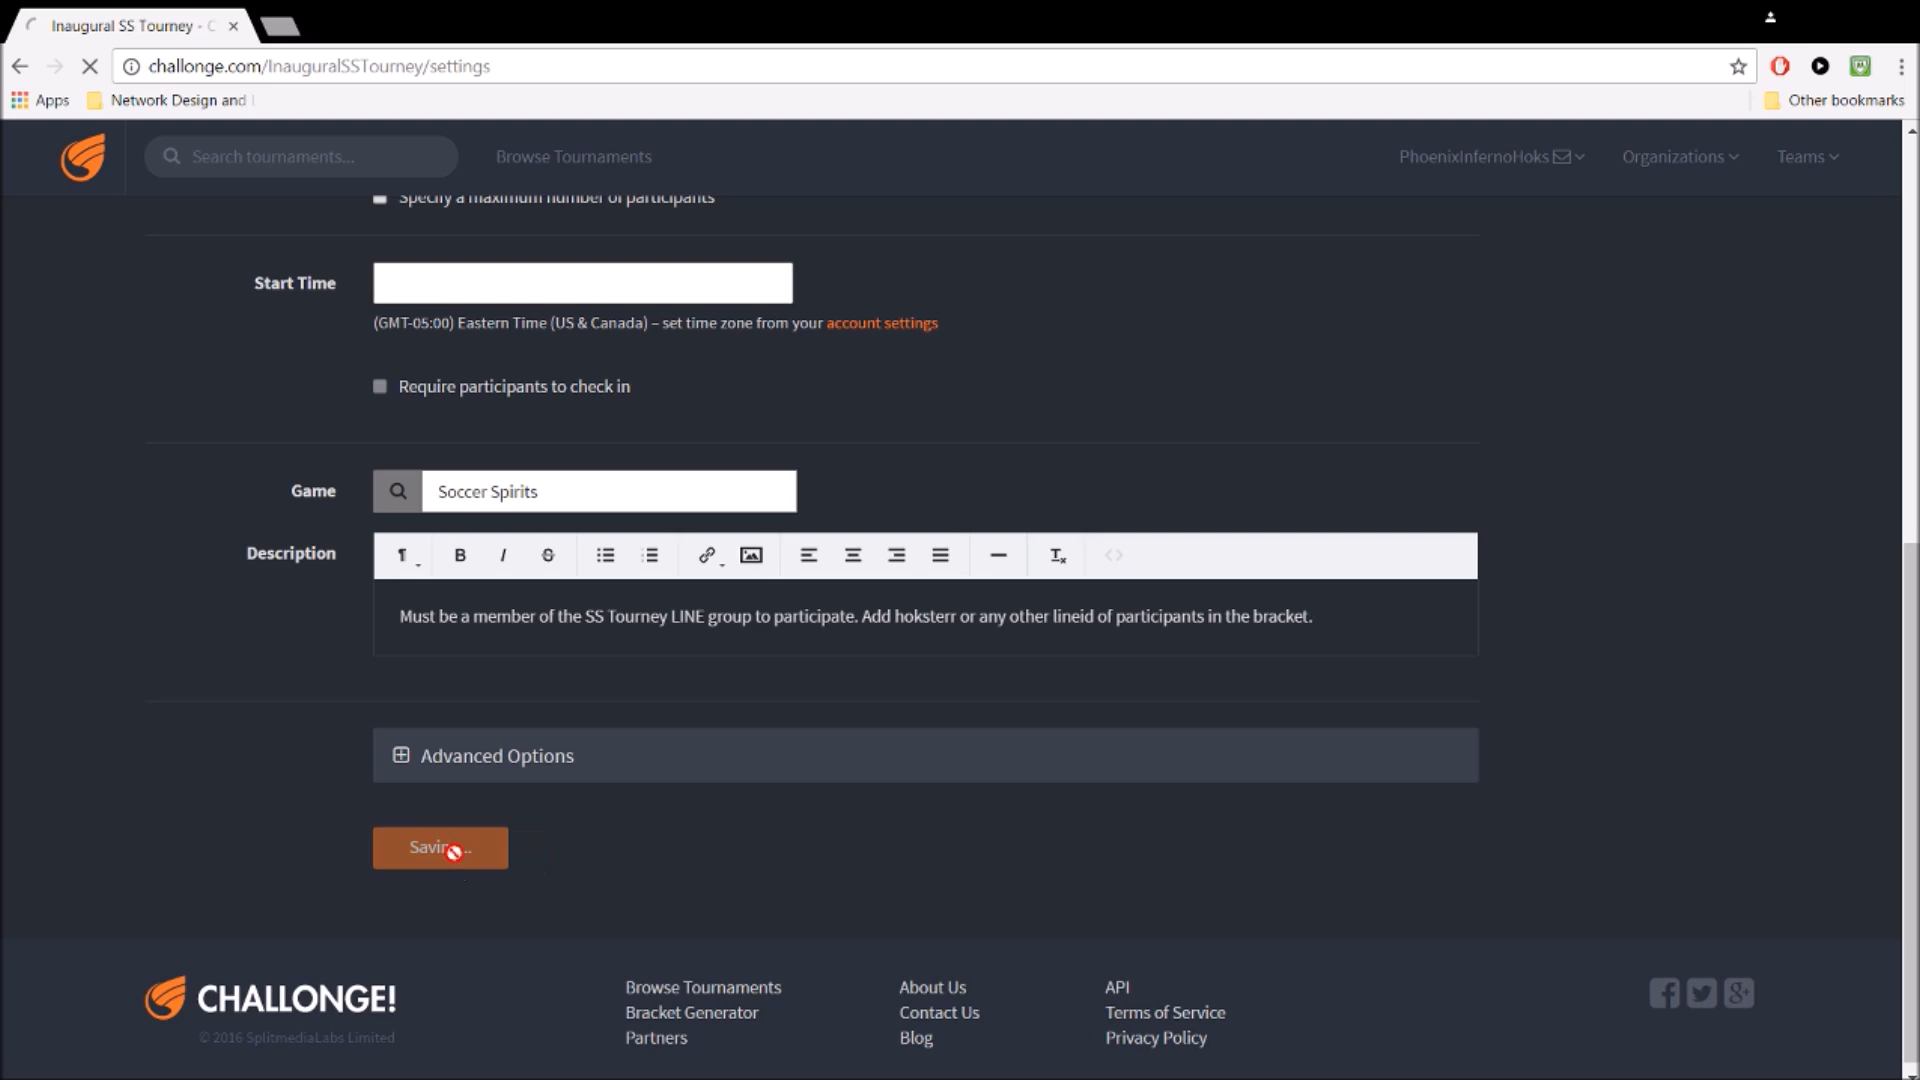 Inaugural SS Tourney - C
challonge.com/InauguralSSTourney/settings
Apps
Network Design and
Other bookmarks
Search tournaments...
Browse Tournaments
PhoenixInfernoHoks
Organizations
Teams
Specify a maximum number of participants
Start Time
(GMT-05:00) Eastern Time (US & Canada) – set time zone from your account settings
Require participants to check in
Game
Soccer Spirits
Description
Must be a member of the SS Tourney LINE group to participate. Add hoksterr or any other lineid of participants in the bracket.
Advanced Options
Saving...
CHALLONGE!
© 2016 SplitmediaLabs Limited
Browse Tournaments
Bracket Generator
Partners
About Us
Contact Us
Blog
API
Terms of Service
Privacy Policy